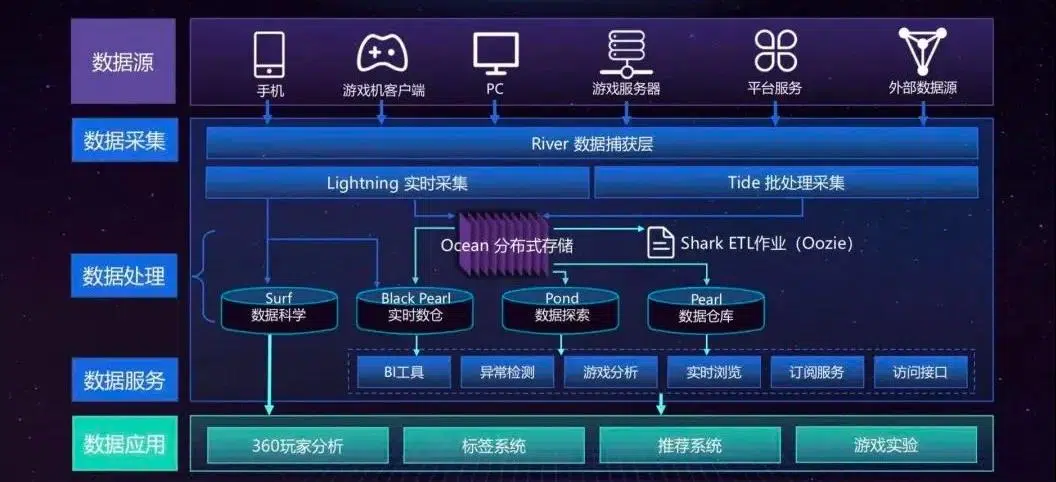 数据源
手机
游戏机客户端
PC
游戏服务器
平台服务
外部数据源
数据采集
River 数据捕获层
Lightning 实时采集
Tide 批处理采集
数据处理
Ocean 分布式存储
Shark ETL作业（Oozie）
Surf
数据科学
Black Pearl
实时数仓
Pond
数据探索
Pearl
数据仓库
数据服务
BI工具
异常检测
游戏分析
实时浏览
订阅服务
访问接口
数据应用
360玩家分析
标签系统
推荐系统
游戏实验